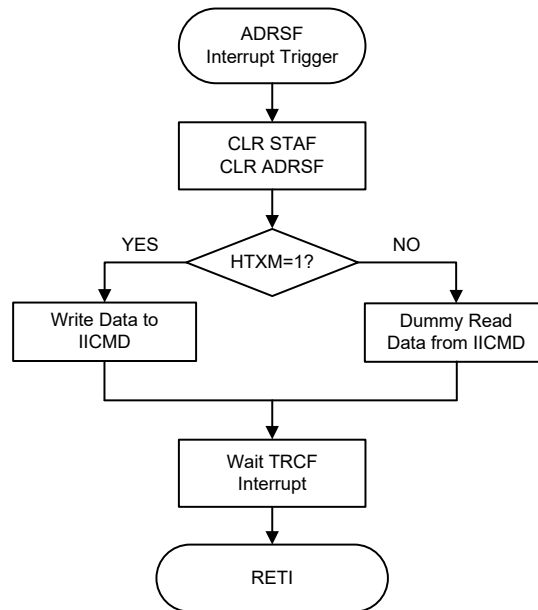 ADRSF
Interrupt Trigger
CLR STAF
CLR ADRSF
YES
HTXM=1?
NO
Write Data to
IICMD
Dummy Read
Data from IICMD
Wait TRCF
Interrupt
RETI